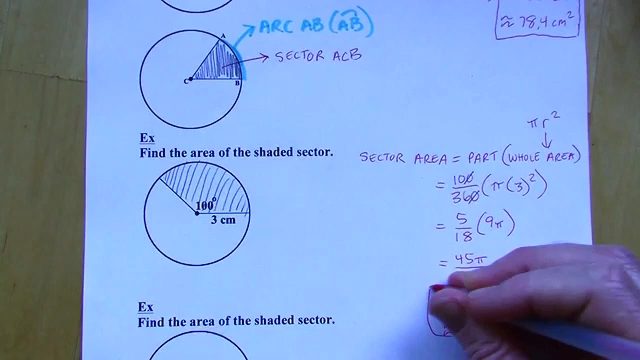 ARC AB (AB)
≈ 78,4 cm²
A
SECTOR ACB
C
B
Ex
Find the area of the shaded sector.
πr²
SECTOR AREA = PART (WHOLE AREA)
100°
3 cm
= 100/360 (π(3)²)
= 5/18 (9π)
= 45π
Ex
Find the area of the shaded sector.